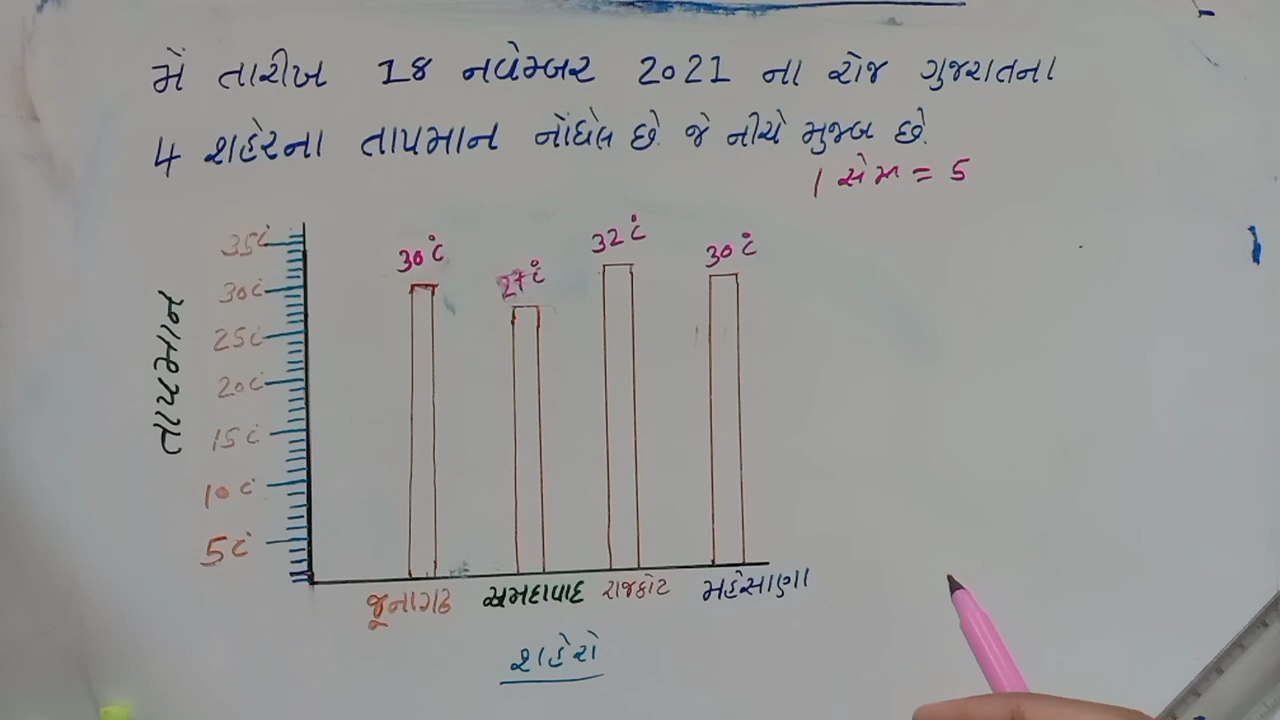 મેં તારીખ 18 નવેમ્બર 2021 ના રોજ ગુજરાતના
4 શહેરના તાપમાન નોંધેલ છે. જે નીચે મુજબ છે.
1 સેમ = 5
35°C
30°C
25°C
20°C
15°C
10°C
5°C
તાપમાન
30°C
27°C
32°C
30°C
જૂનાગઢ અમદાવાદ રાજકોટ મહેસાણા
શહેરો